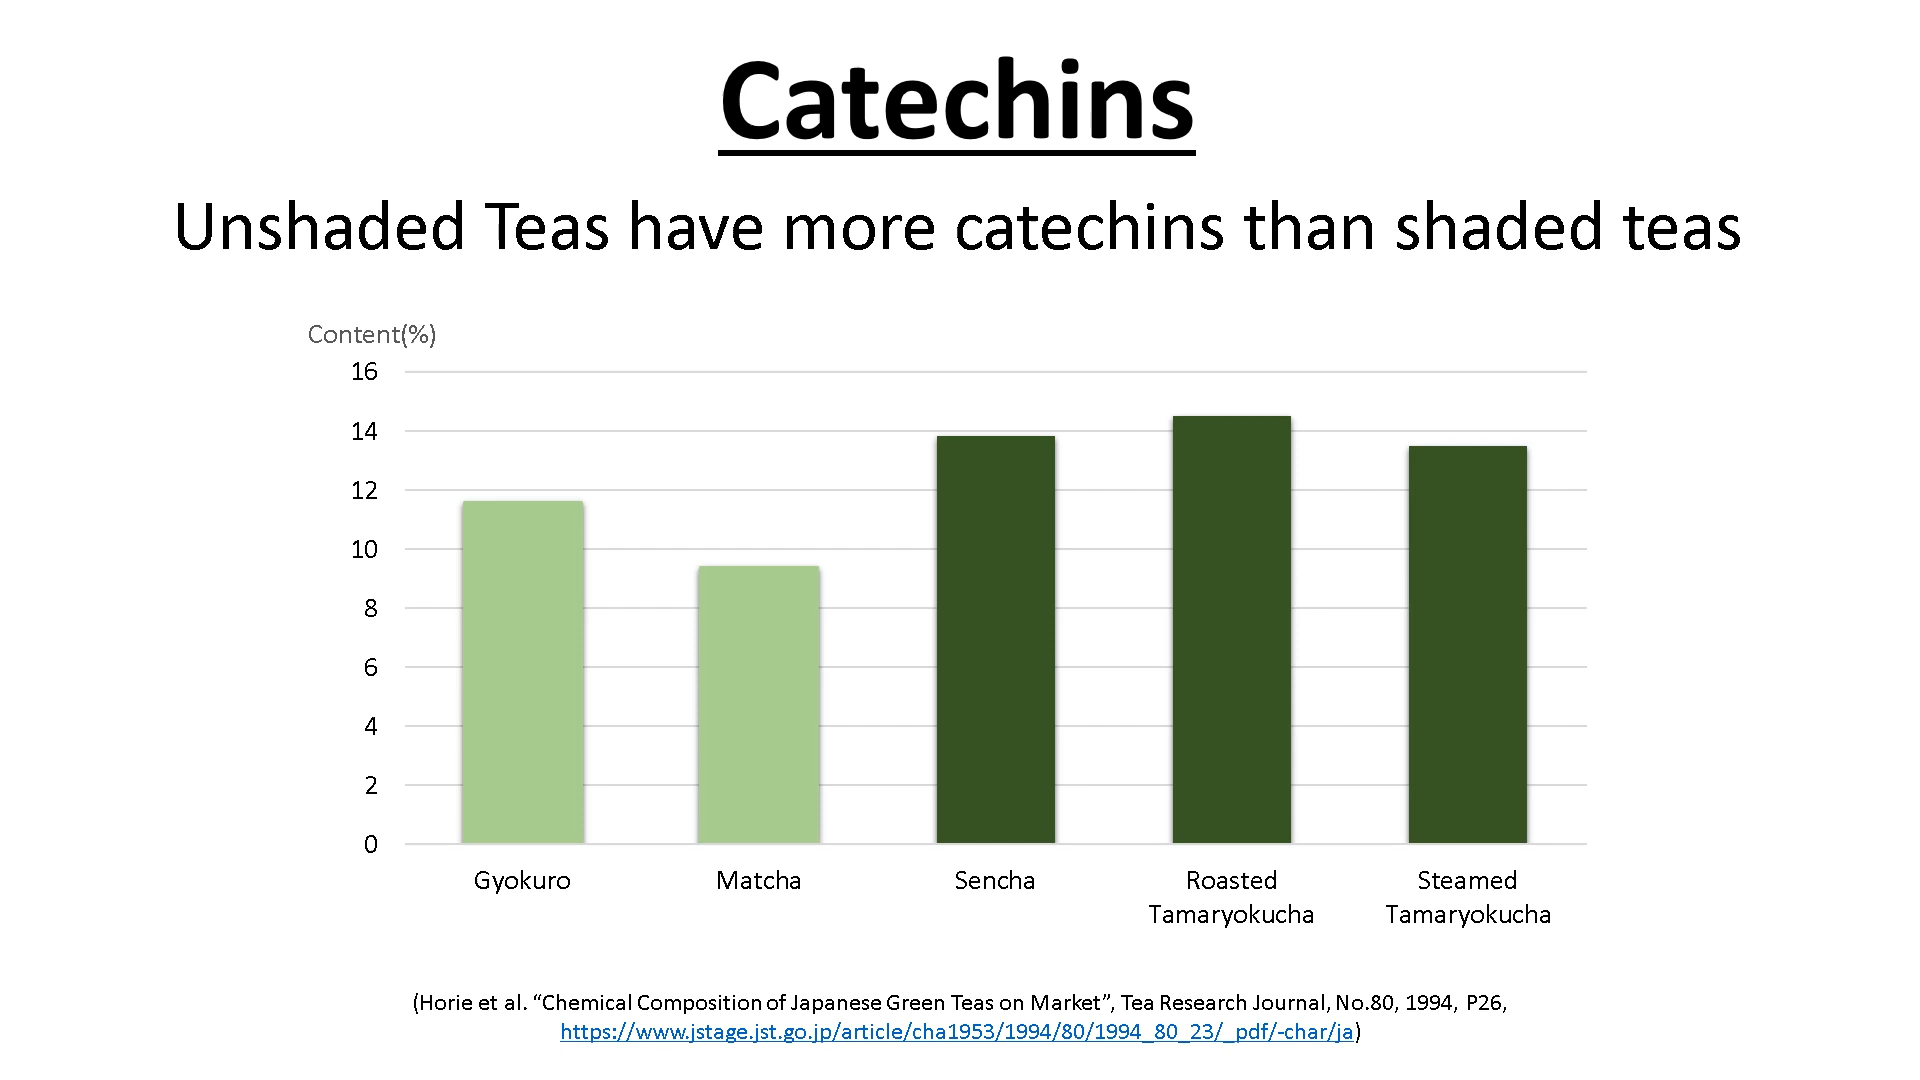 Catechins
Unshaded Teas have more catechins than shaded teas
Content(%)
16
14
12
10
8
6
4
2
0
Gyokuro
Matcha
Sencha
Roasted
Tamaryokucha
Steamed
Tamaryokucha
(Horie et al. “Chemical Composition of Japanese Green Teas on Market”, Tea Research Journal, No.80, 1994, P26,
https://www.jstage.jst.go.jp/article/cha1953/1994/80/1994_80_23/_pdf/-char/ja)